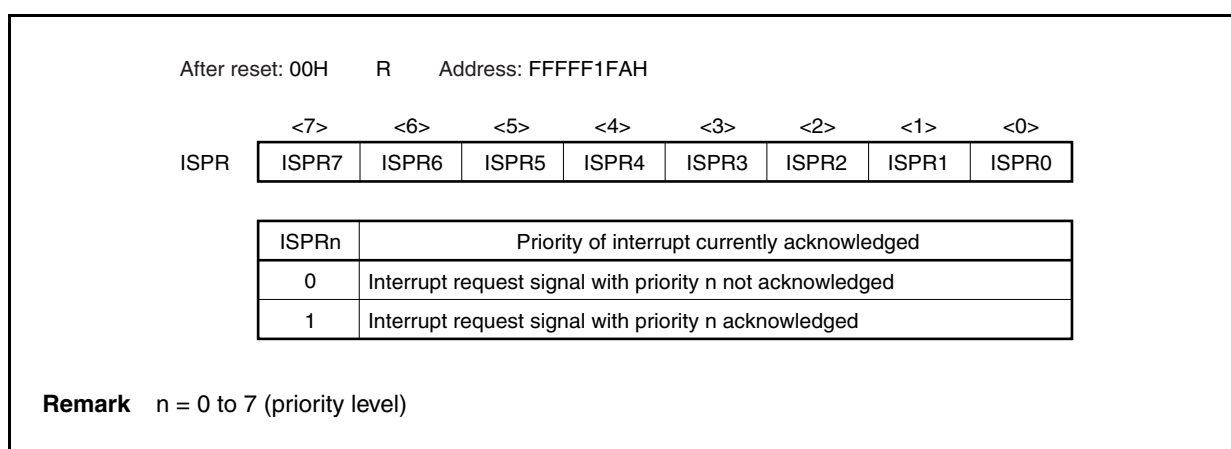 After reset: 00H R Address: FFFFF1FAH
<7> <6> <5> <4> <3> <2> <1> <0>
ISPR ISPR7 ISPR6 ISPR5 ISPR4 ISPR3 ISPR2 ISPR1 ISPR0
ISPRn Priority of interrupt currently acknowledged
0 Interrupt request signal with priority n not acknowledged
1 Interrupt request signal with priority n acknowledged
Remark n = 0 to 7 (priority level)